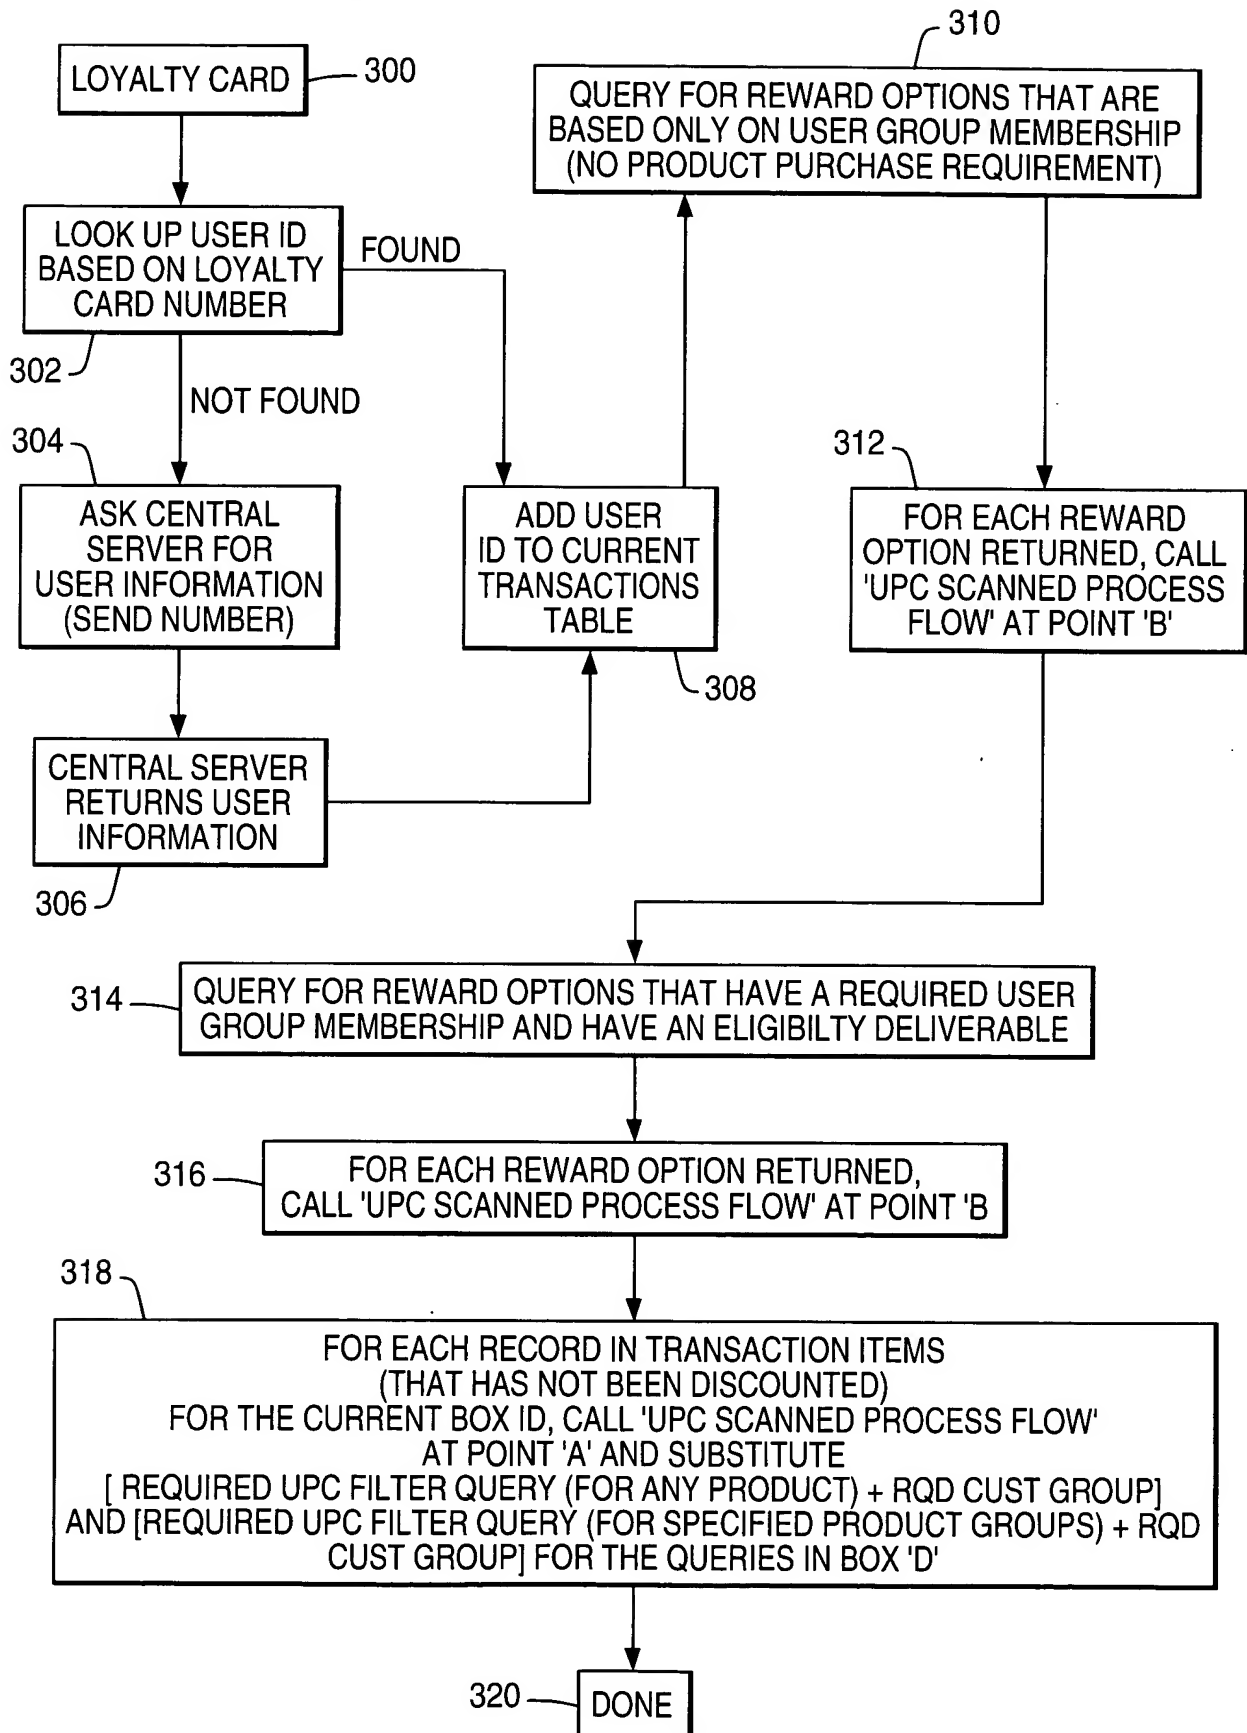 LOYALTY CARD
300
LOOK UP USER ID
BASED ON LOYALTY
CARD NUMBER
302
FOUND
NOT FOUND
304
ASK CENTRAL
SERVER FOR
USER INFORMATION
(SEND NUMBER)
CENTRAL SERVER
RETURNS USER
INFORMATION
306
ADD USER
ID TO CURRENT
TRANSACTIONS
TABLE
308
310
QUERY FOR REWARD OPTIONS THAT ARE
BASED ONLY ON USER GROUP MEMBERSHIP
(NO PRODUCT PURCHASE REQUIREMENT)
312
FOR EACH REWARD
OPTION RETURNED, CALL
'UPC SCANNED PROCESS
FLOW' AT POINT 'B'
314
QUERY FOR REWARD OPTIONS THAT HAVE A REQUIRED USER
GROUP MEMBERSHIP AND HAVE AN ELIGIBILTY DELIVERABLE
316
FOR EACH REWARD OPTION RETURNED,
CALL 'UPC SCANNED PROCESS FLOW' AT POINT 'B
318
FOR EACH RECORD IN TRANSACTION ITEMS
(THAT HAS NOT BEEN DISCOUNTED)
FOR THE CURRENT BOX ID, CALL 'UPC SCANNED PROCESS FLOW'
AT POINT 'A' AND SUBSTITUTE
[ REQUIRED UPC FILTER QUERY (FOR ANY PRODUCT) + RQD CUST GROUP]
AND [REQUIRED UPC FILTER QUERY (FOR SPECIFIED PRODUCT GROUPS) + RQD
CUST GROUP] FOR THE QUERIES IN BOX 'D'
320
DONE